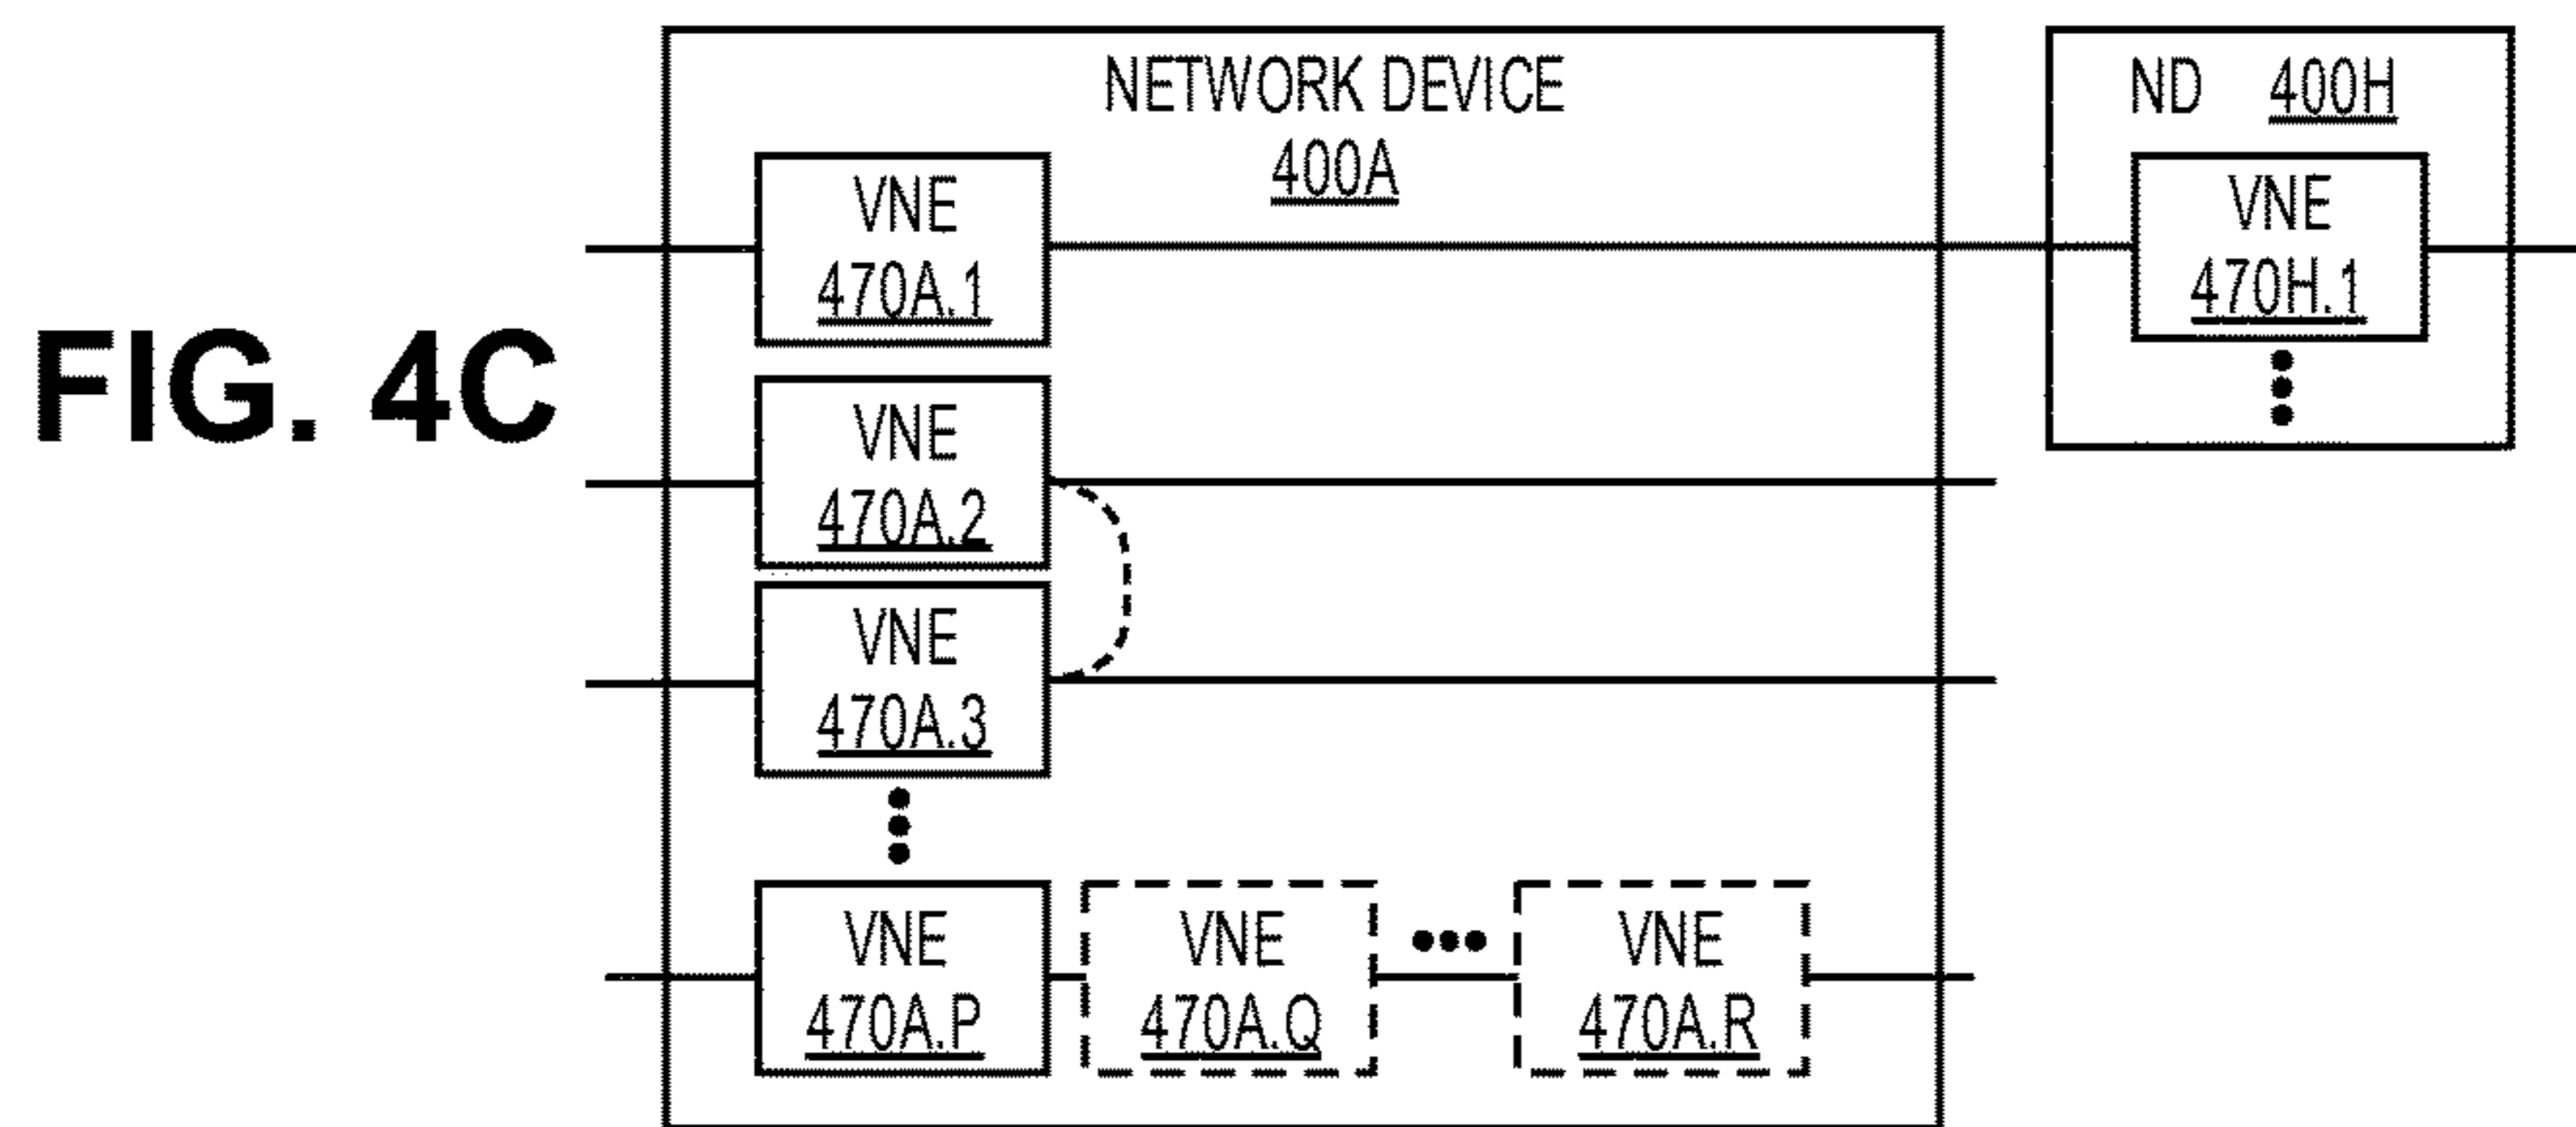 FIG. 4C
NETWORK DEVICE
400A
VNE
470A.1
VNE
470A.2
VNE
470A.3
VNE
470A.P
VNE
470A.Q
VNE
470A.R
ND 400H
VNE
470H.1